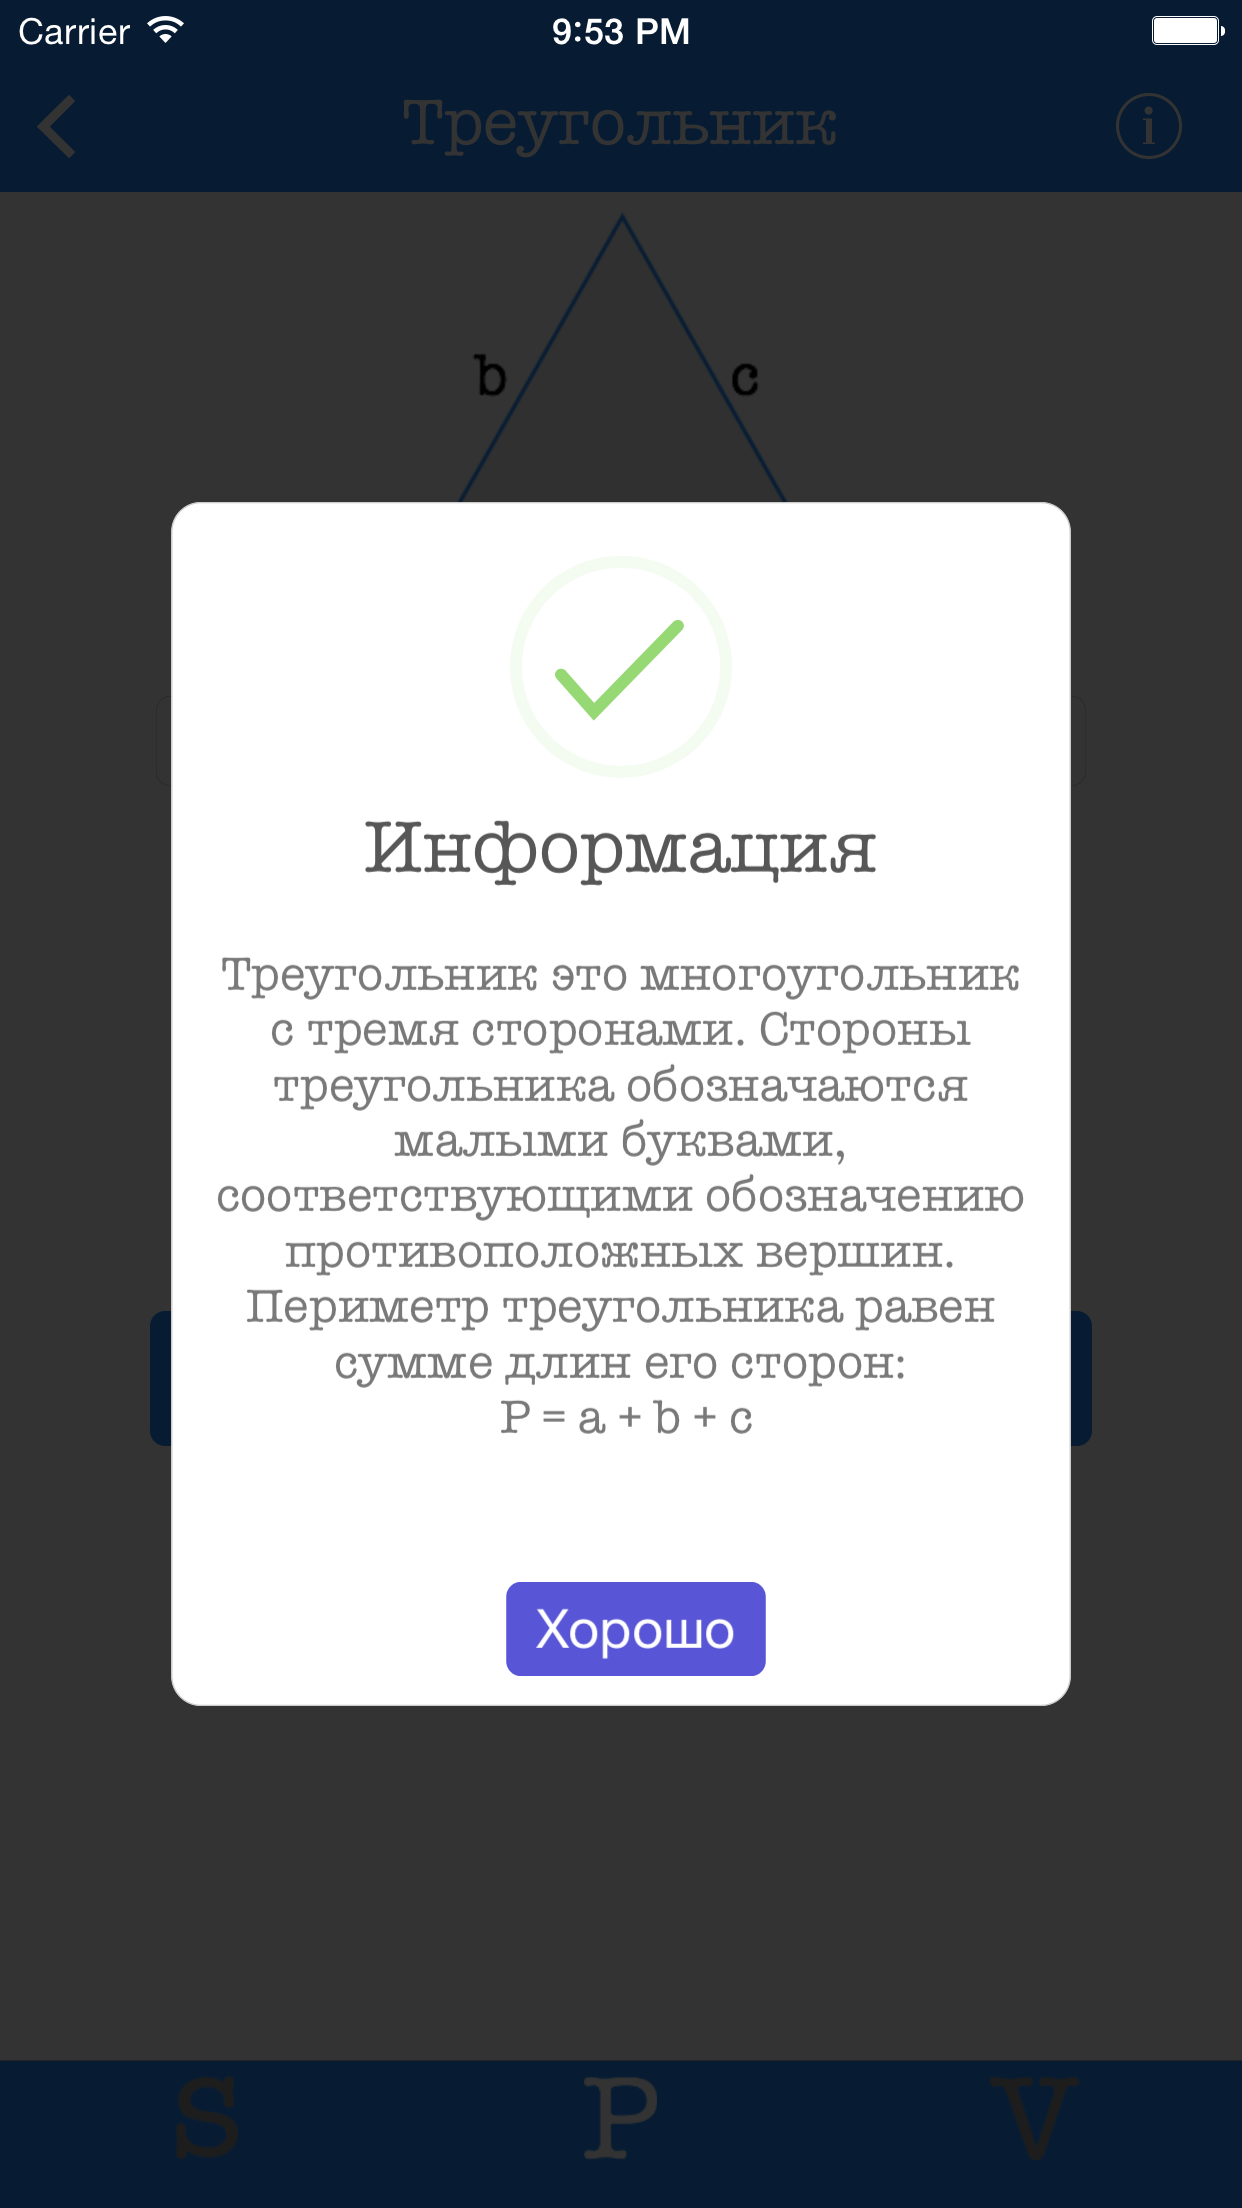 Carrier 9:53 PM
Треугольник i
b c
Информация
Треугольник это многоугольник
с тремя сторонами. Стороны
треугольника обозначаются
малыми буквами,
соответствующими обозначению
противоположных вершин.
Периметр треугольника равен
сумме длин его сторон:
P = a + b + c
Хорошо
S P V